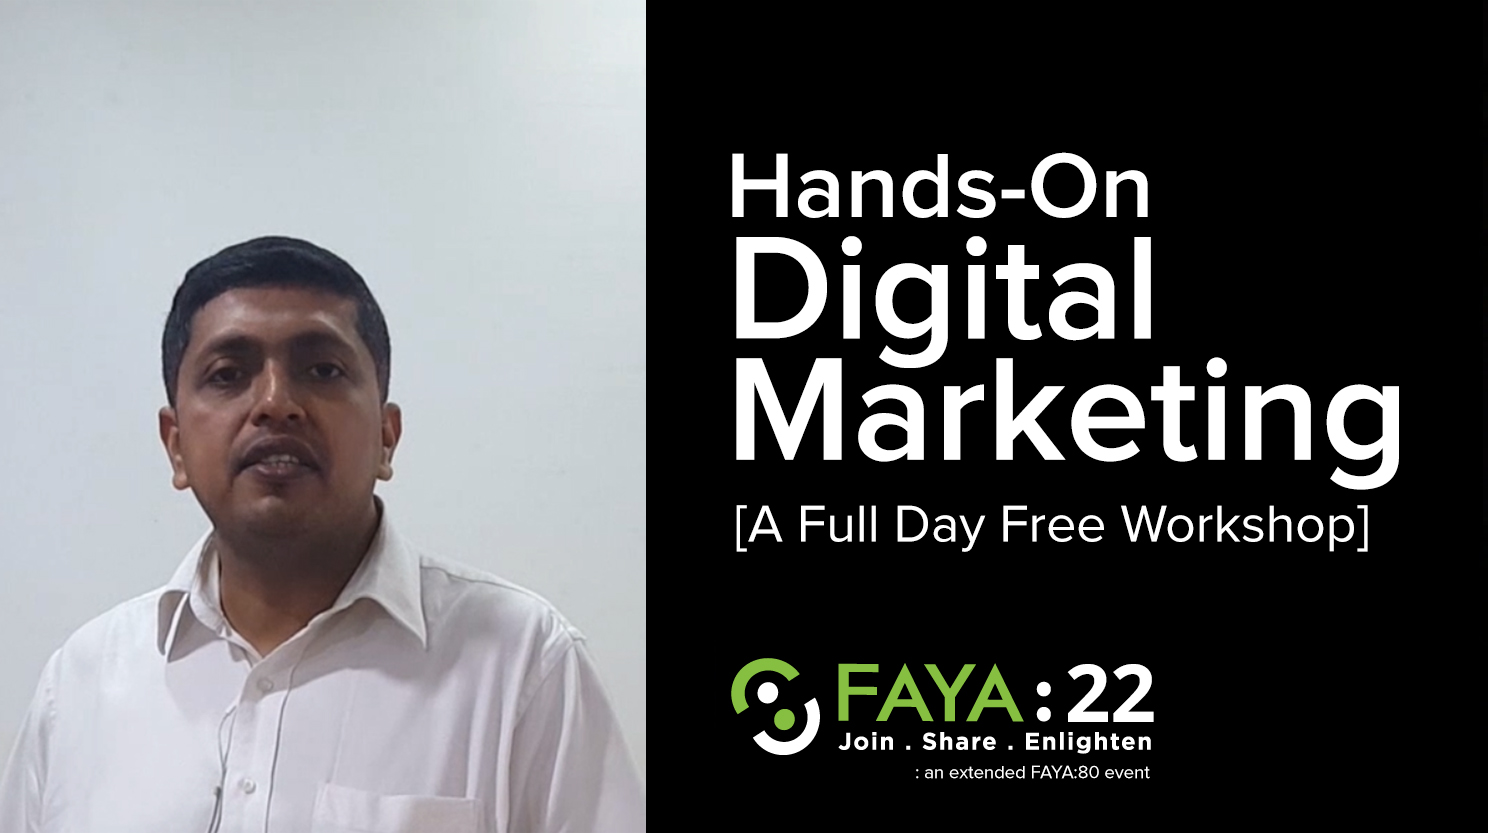 Hands-On
Digital
Marketing
[A Full Day Free Workshop]
FAYA:22
Join . Share . Enlighten
: an extended FAYA:80 event